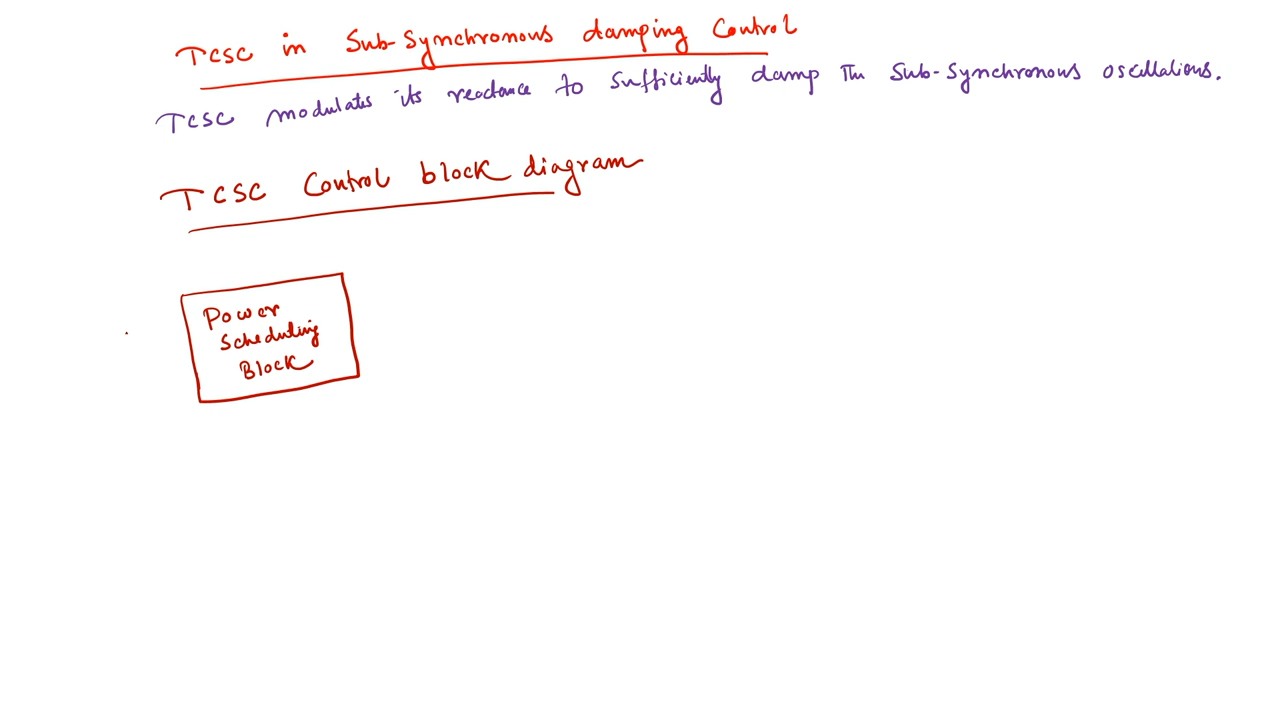 TCSC in Sub-Synchronous damping Control
TCSC modulates its reactance to sufficiently damp the Sub-Synchronous oscillations.
TCSC Control block diagram
Power
Scheduling
Block